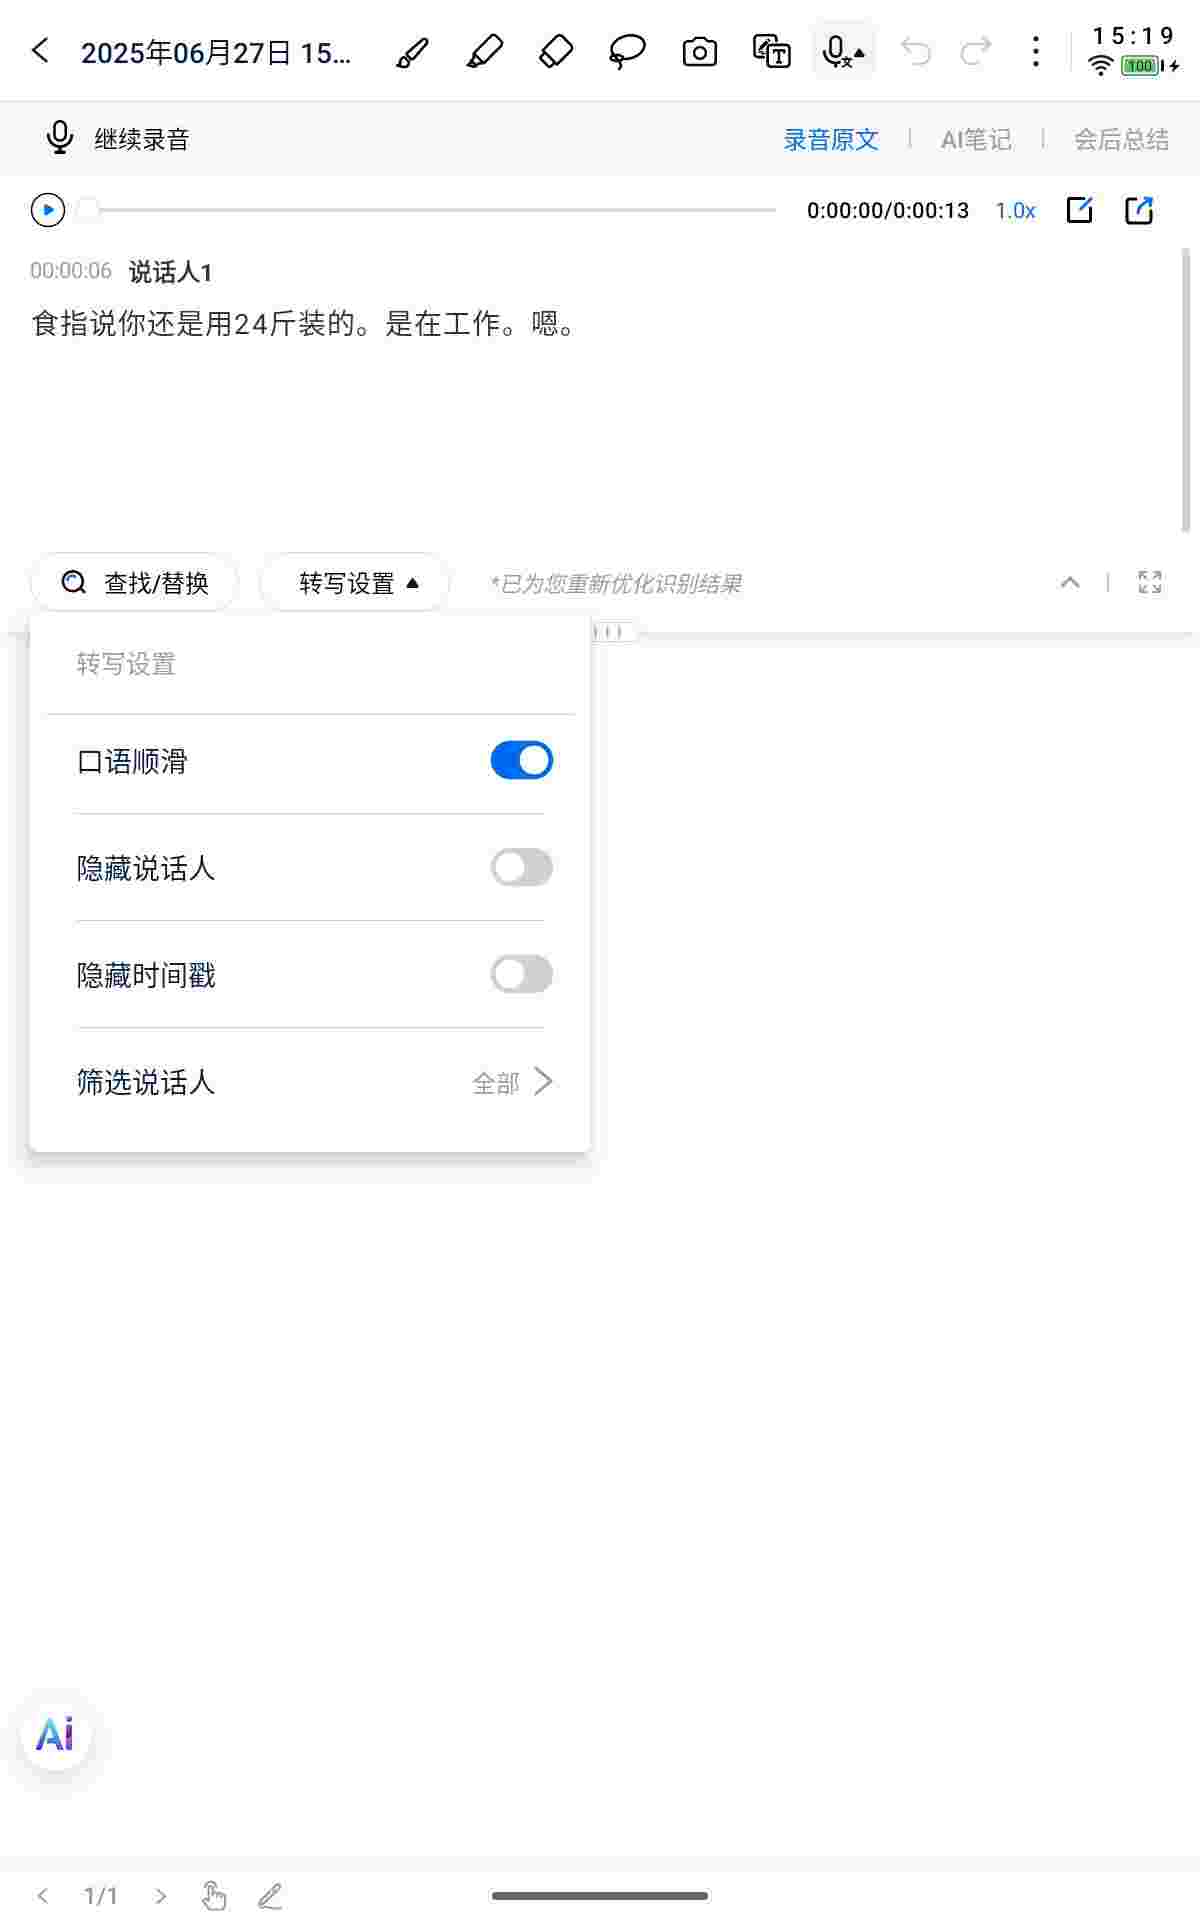 2025年06月27日 15...
15:19
100
继续录音
录音原文
AI笔记
会后总结
0:00:00/0:00:13
1.0x
00:00:06 说话人1
食指说你还是用24斤装的。是在工作。嗯。
查找/替换
转写设置
*已为您重新优化识别结果
转写设置
口语顺滑
隐藏说话人
隐藏时间戳
筛选说话人
全部
Ai
1/1